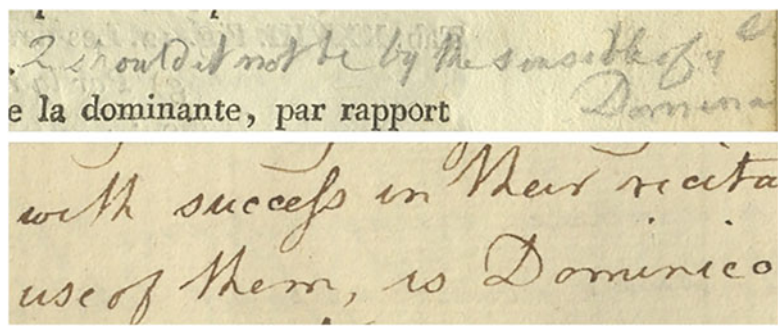 2 should it not be by the sensible of y
Domina
e la dominante, par rapport
with success in their recita
use of them, is Dominico